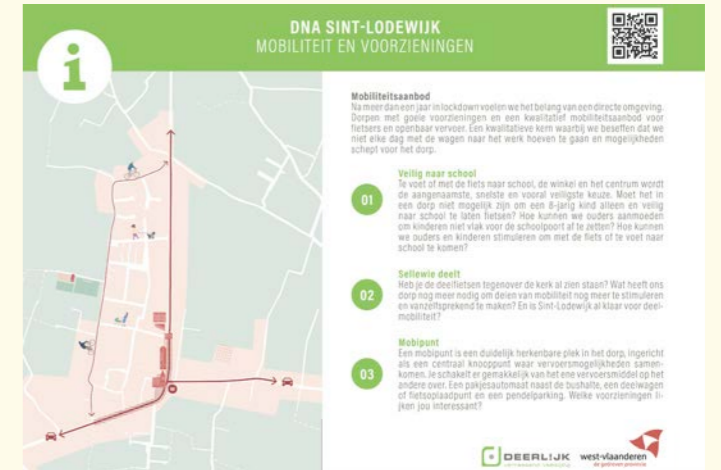 DNA SINT-LODEWIJK
MOBILITEIT EN VOORZIENINGEN
i
Mobiliteitsaanbod
Na meer dan een jaar in lockdown voelen we het belang van een directe omgeving.
Dorpen met goeie voorzieningen en een kwalitatief mobiliteitsaanbod voor
fietsers en openbaar vervoer. Een kwalitatieve kern waarbij we beseffen dat we
niet elke dag met de wagen naar het werk hoeven te gaan en mogelijkheden
schept voor het dorp.
01
Veilig naar school
Te voet of met de fiets naar school, de winkel en het centrum wordt
de aangenaamste, snelste en vooral veiligste keuze. Moet het in
een dorp niet mogelijk zijn om een 8-jarig kind alleen en veilig
naar school te laten fietsen? Hoe kunnen we ouders aanmoedigen
om kinderen niet vlak voor de schoolpoort af te zetten? Hoe kunnen
we ouders en kinderen stimuleren om met de fiets of te voet naar
school te komen?
02
Sellewie deelt
Heb je de deelfietsen tegenover de kerk al zien staan? Wat heeft ons
dorp nog meer nodig om delen van mobiliteit nog meer te stimuleren
en vanzelfsprekend te maken? En is Sint-Lodewijk al klaar voor deel-
mobiliteit?
03
Mobipunt
Een mobipunt is een duidelijk herkenbare plek in het dorp, ingericht
als een centraal knooppunt waar vervoersmogelijkheden samen-
komen. Je schakelt er gemakkelijk van het ene vervoersmiddel op het
andere over. Een pakjesautomaat naast de bushalte, een deelwagen
of fietsoplaadpunt en een pendelparking. Welke voorzieningen li-
jken jou interessant?
DEERL!JK
west-vlaanderen
de gedreven provincie